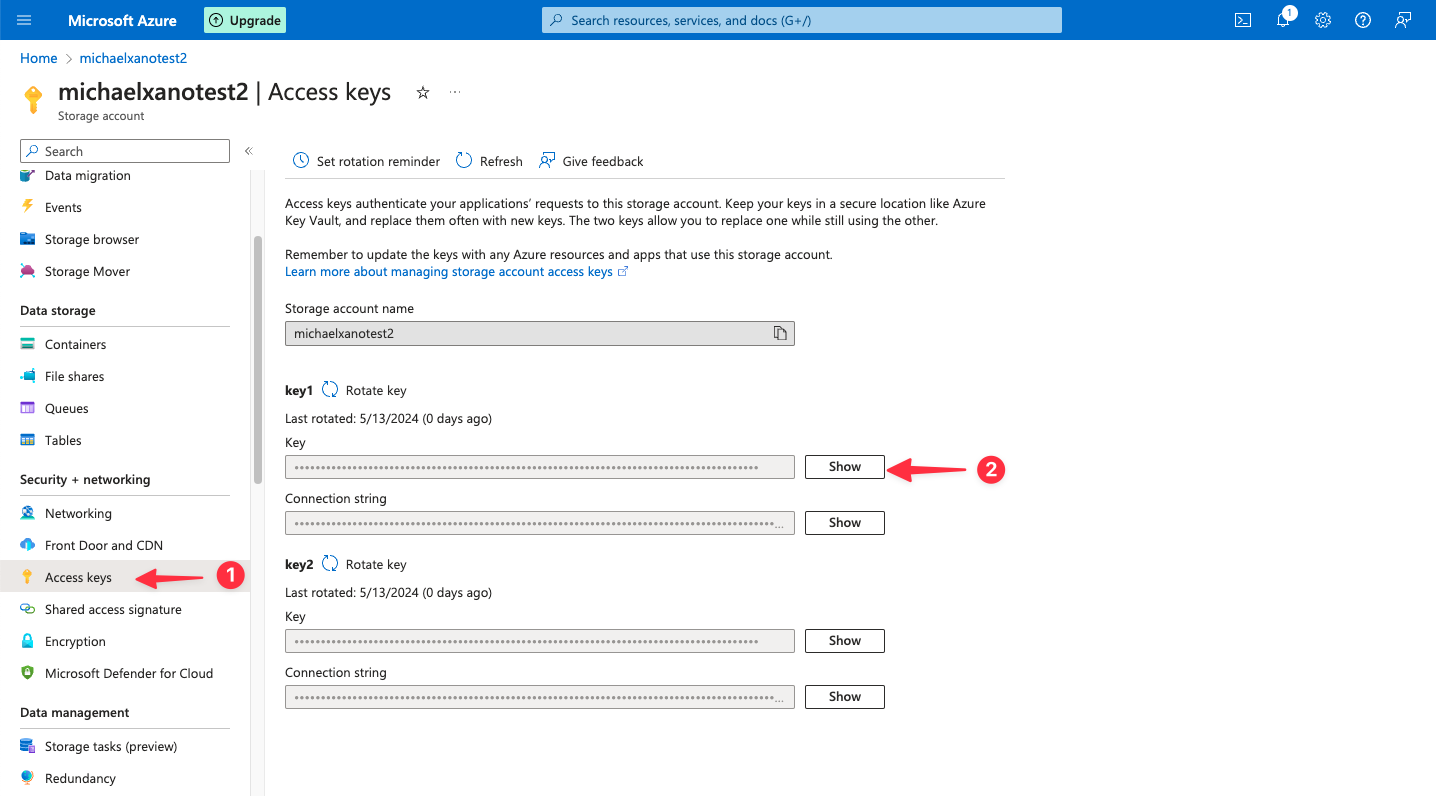 Microsoft Azure
Upgrade
Search resources, services, and docs (G+/)
1
Home > michaelxanotest2
michaelxanotest2 | Access keys
Storage account
Search
Data migration
Events
Storage browser
Storage Mover
Data storage
Containers
File shares
Queues
Tables
Security + networking
Networking
Front Door and CDN
Access keys
1
Shared access signature
Encryption
Microsoft Defender for Cloud
Data management
Storage tasks (preview)
Redundancy
Set rotation reminder
Refresh
Give feedback
Access keys authenticate your applications’ requests to this storage account. Keep your keys in a secure location like Azure
Key Vault, and replace them often with new keys. The two keys allow you to replace one while still using the other.
Remember to update the keys with any Azure resources and apps that use this storage account.
Learn more about managing storage account access keys
Storage account name
michaelxanotest2
key1
Rotate key
Last rotated: 5/13/2024 (0 days ago)
Key
Show
2
Connection string
Show
key2
Rotate key
Last rotated: 5/13/2024 (0 days ago)
Key
Show
Connection string
Show